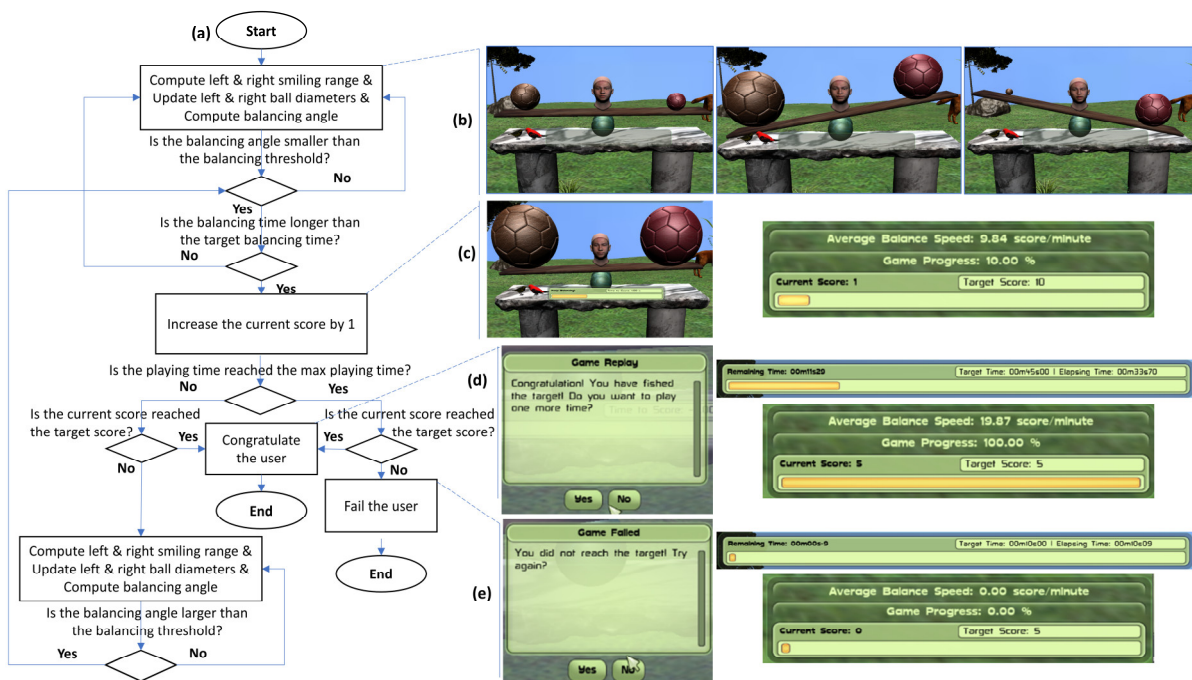 (a)
Start
Compute left & right smiling range &
Update left & right ball diameters &
Compute balancing angle
Is the balancing angle smaller than
the balancing threshold?
No
Yes
Is the balancing time longer than
the target balancing time?
No
Yes
Increase the current score by 1
Is the playing time reached the max playing time?
No
Yes
Is the current score reached
the target score?
Yes
No
Congratulate
the user
End
Is the current score reached
the target score?
Yes
No
Fail the user
End
Compute left & right smiling range &
Update left & right ball diameters &
Compute balancing angle
Is the balancing angle larger than
the balancing threshold?
Yes
No
(b)
(c)
Average Balance Speed: 9.84 score/minute
Game Progress: 10.00 %
Current Score: 1
Target Score: 10
(d)
Game Replay
Congratulation! You have fished
the target! Do you want to play
one more time?
Yes
No
Remaining Time: 00m11s29
Target Time: 00m45s00 | Elapsing Time: 00m33s70
Average Balance Speed: 19.87 score/minute
Game Progress: 100.00 %
Current Score: 5
Target Score: 5
(e)
Game Failed
You did not reach the target! Try
again?
Yes
No
Remaining Time: 00m00s-9
Target Time: 00m10s00 | Elapsing Time: 00m10s09
Average Balance Speed: 0.00 score/minute
Game Progress: 0.00 %
Current Score: 0
Target Score: 5